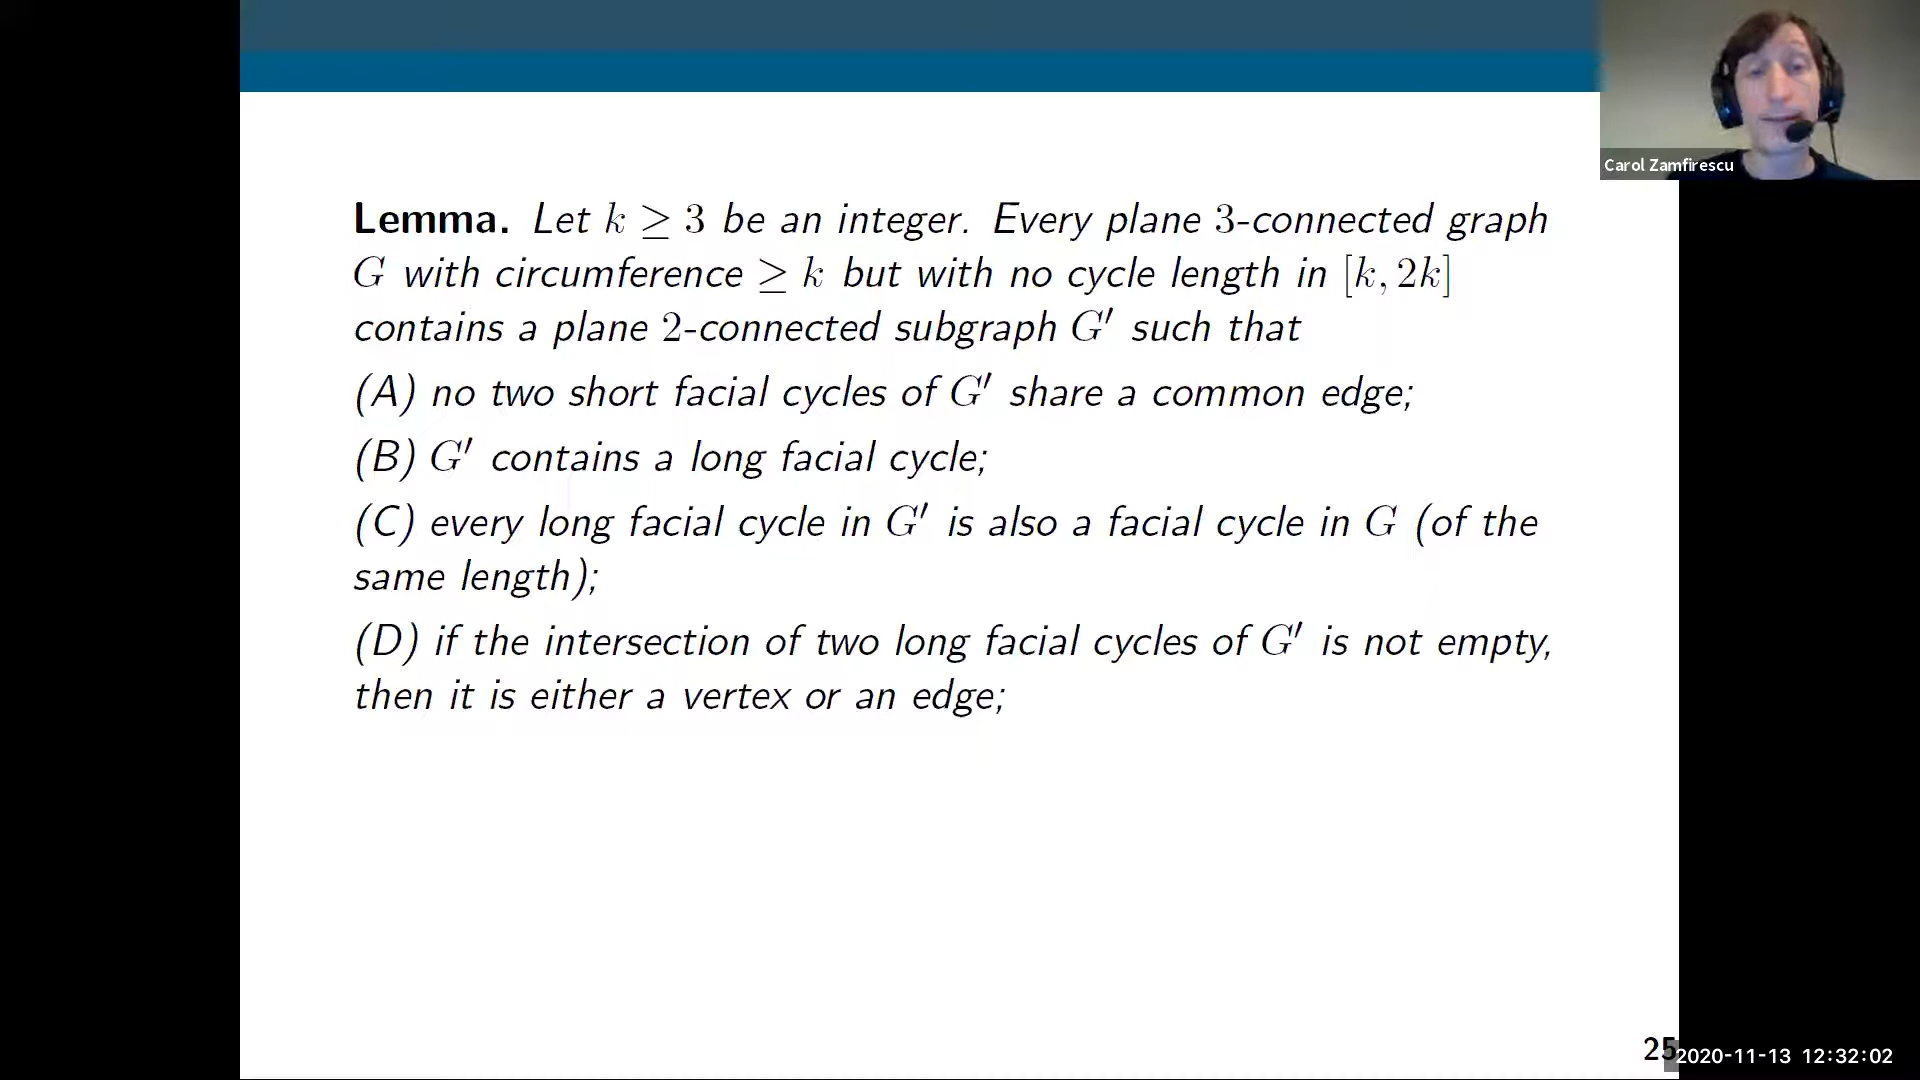 Carol Zamfirescu
Lemma. Let k ≥ 3 be an integer. Every plane 3-connected graph
G with circumference ≥ k but with no cycle length in [k, 2k]
contains a plane 2-connected subgraph G′ such that
(A) no two short facial cycles of G′ share a common edge;
(B) G′ contains a long facial cycle;
(C) every long facial cycle in G′ is also a facial cycle in G (of the
same length);
(D) if the intersection of two long facial cycles of G′ is not empty,
then it is either a vertex or an edge;
25
2020-11-13 12:32:02